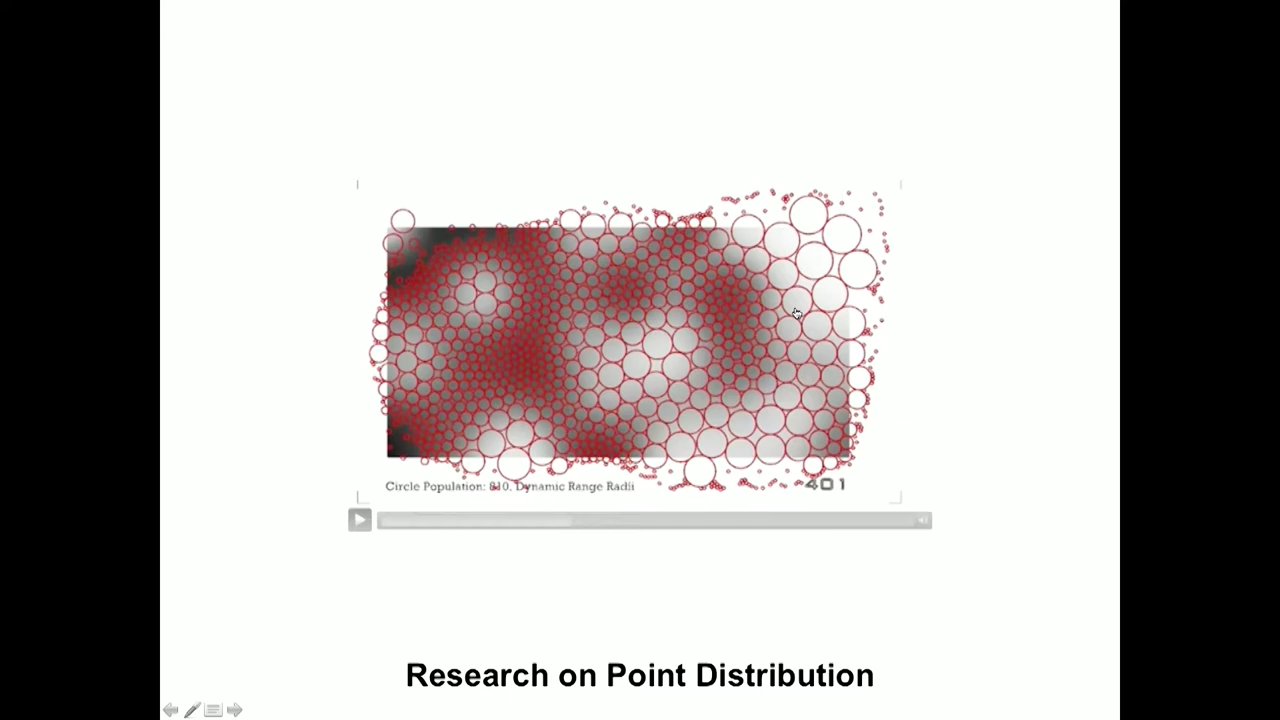 Circle Population: 810, Dynamic Range Radii
401
Research on Point Distribution